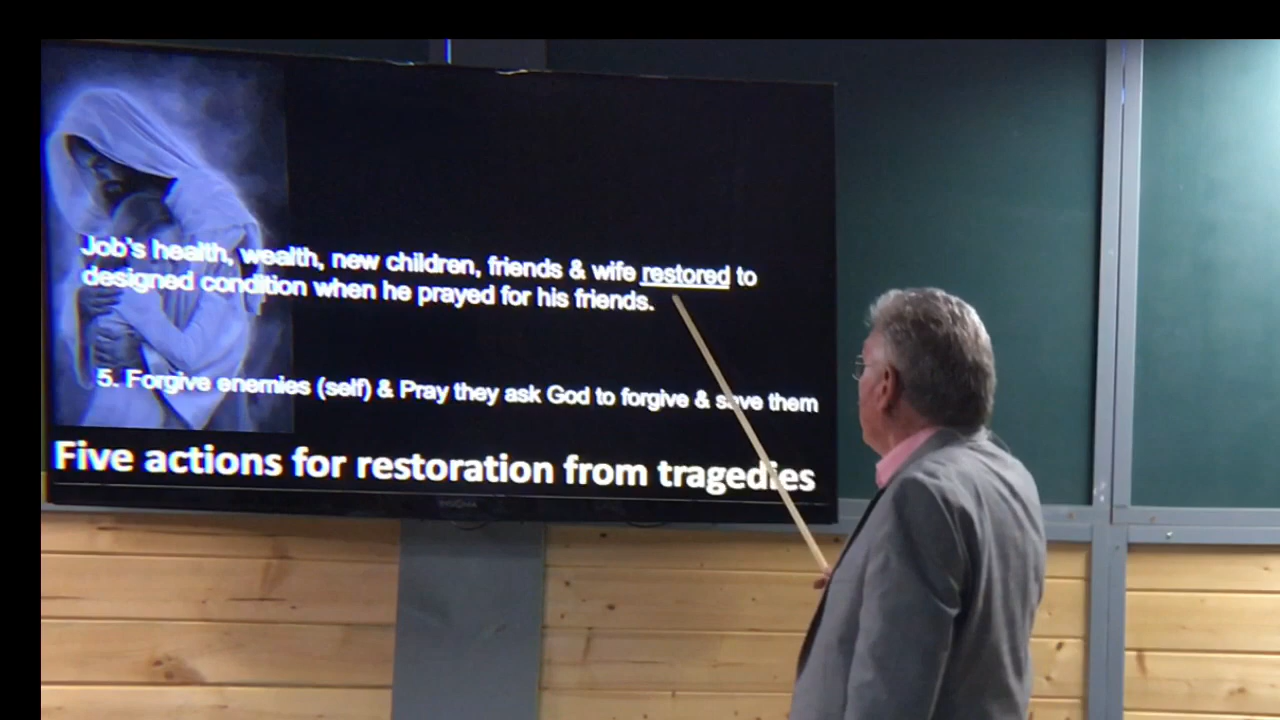 Job's health, wealth, new children, friends & wife restored to
designed condition when he prayed for his friends.
5. Forgive enemies (self) & Pray they ask God to forgive & save them
Five actions for restoration from tragedies
INSIGNIA